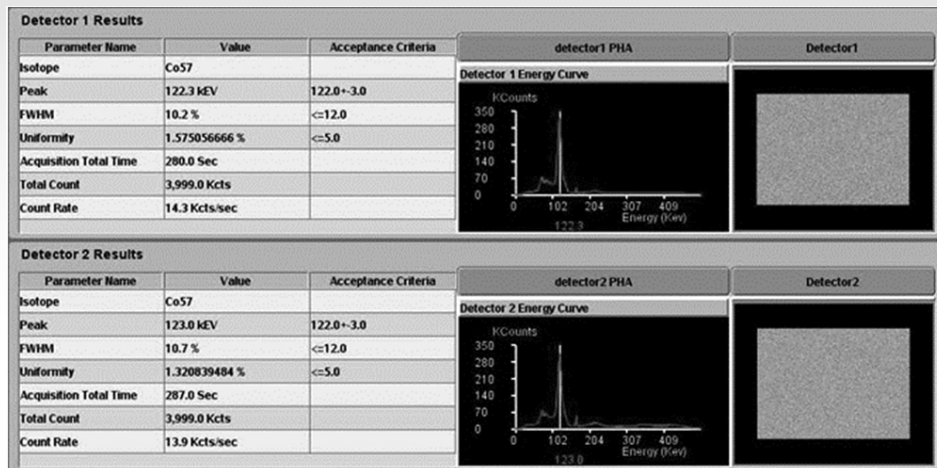 Detector 1 Results
Parameter Name Value Acceptance Criteria detector1 PHA Detector1
Isotope Co57
Detector 1 Energy Curve
Peak 122.3 kEV 122.0+-3.0
KCounts
FWHM 10.2 % <=12.0
350
280
210
140
70
0
Uniformity 1.575056666 % <=5.0
Acquisition Total Time 280.0 Sec
Total Count 3,999.0 Kcts
Count Rate 14.3 Kcts/sec
0 102 204 307 409
Energy (Kev)
122.3
Detector 2 Results
Parameter Name Value Acceptance Criteria detector2 PHA Detector2
Isotope Co57
Detector 2 Energy Curve
Peak 123.0 kEV 122.0+-3.0
KCounts
FWHM 10.7 % <=12.0
350
280
210
140
70
0
Uniformity 1.320839484 % <=5.0
Acquisition Total Time 287.0 Sec
Total Count 3,999.0 Kcts
Count Rate 13.9 Kcts/sec
0 102 204 307 409
Energy (Kev)
123.0